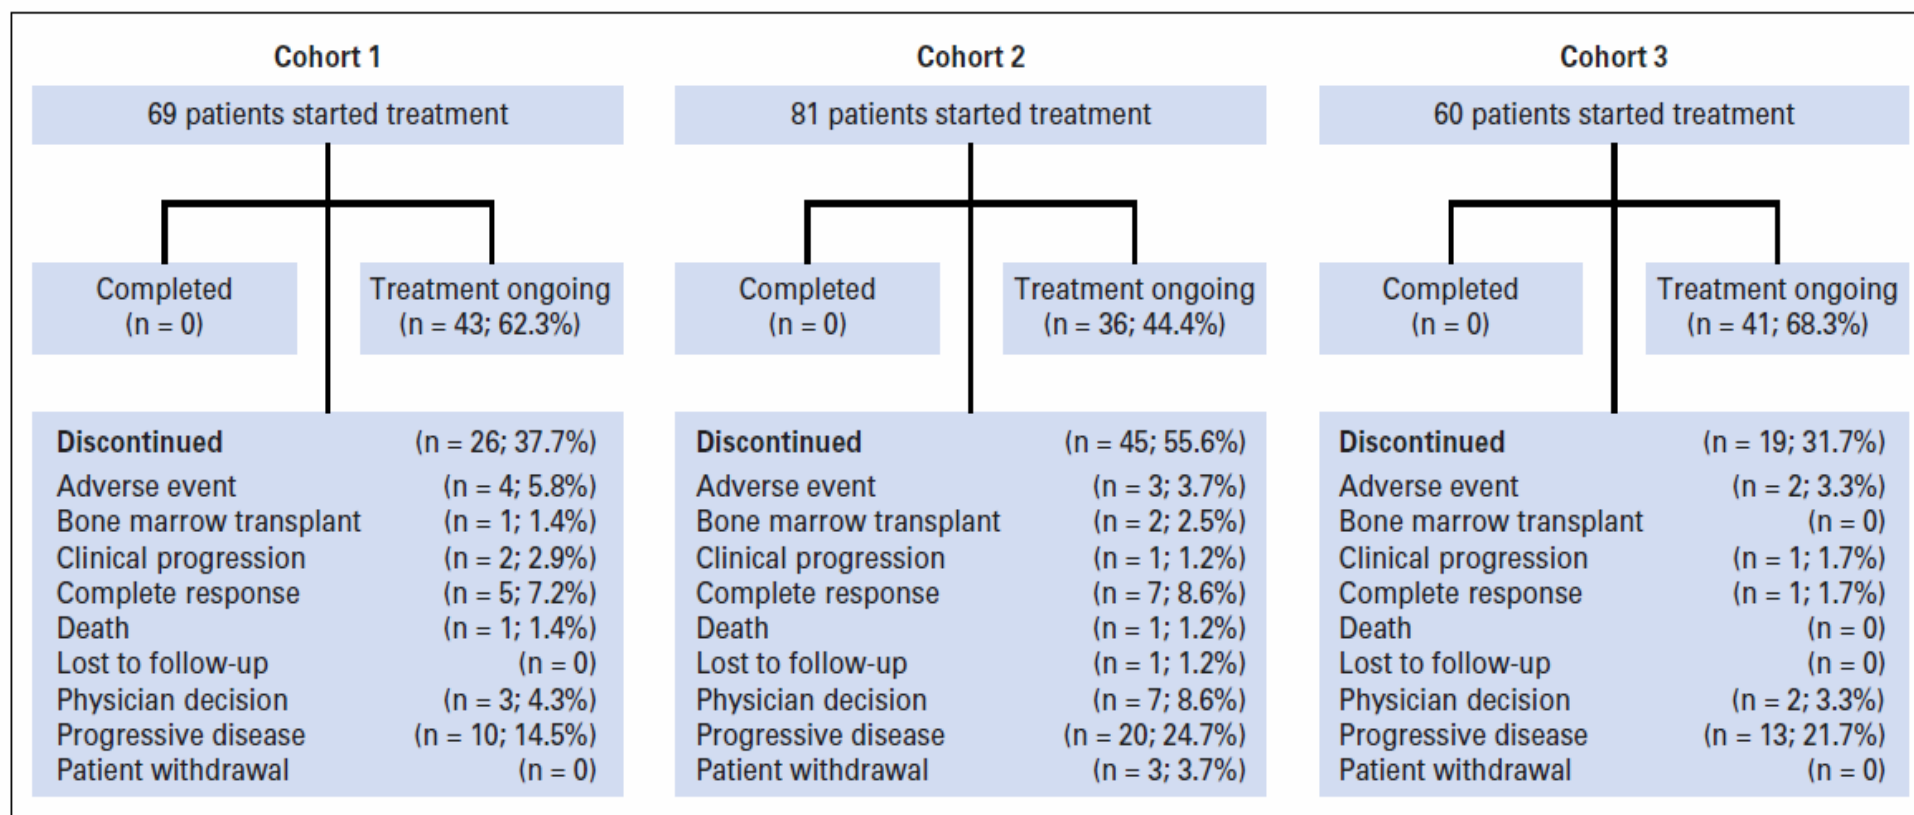 Cohort 1
69 patients started treatment
Completed
(n = 0)
Treatment ongoing
(n = 43; 62.3%)
Discontinued (n = 26; 37.7%)
Adverse event (n = 4; 5.8%)
Bone marrow transplant (n = 1; 1.4%)
Clinical progression (n = 2; 2.9%)
Complete response (n = 5; 7.2%)
Death (n = 1; 1.4%)
Lost to follow-up (n = 0)
Physician decision (n = 3; 4.3%)
Progressive disease (n = 10; 14.5%)
Patient withdrawal (n = 0)
Cohort 2
81 patients started treatment
Completed
(n = 0)
Treatment ongoing
(n = 36; 44.4%)
Discontinued (n = 45; 55.6%)
Adverse event (n = 3; 3.7%)
Bone marrow transplant (n = 2; 2.5%)
Clinical progression (n = 1; 1.2%)
Complete response (n = 7; 8.6%)
Death (n = 1; 1.2%)
Lost to follow-up (n = 1; 1.2%)
Physician decision (n = 7; 8.6%)
Progressive disease (n = 20; 24.7%)
Patient withdrawal (n = 3; 3.7%)
Cohort 3
60 patients started treatment
Completed
(n = 0)
Treatment ongoing
(n = 41; 68.3%)
Discontinued (n = 19; 31.7%)
Adverse event (n = 2; 3.3%)
Bone marrow transplant (n = 0)
Clinical progression (n = 1; 1.7%)
Complete response (n = 1; 1.7%)
Death (n = 0)
Lost to follow-up (n = 0)
Physician decision (n = 2; 3.3%)
Progressive disease (n = 13; 21.7%)
Patient withdrawal (n = 0)